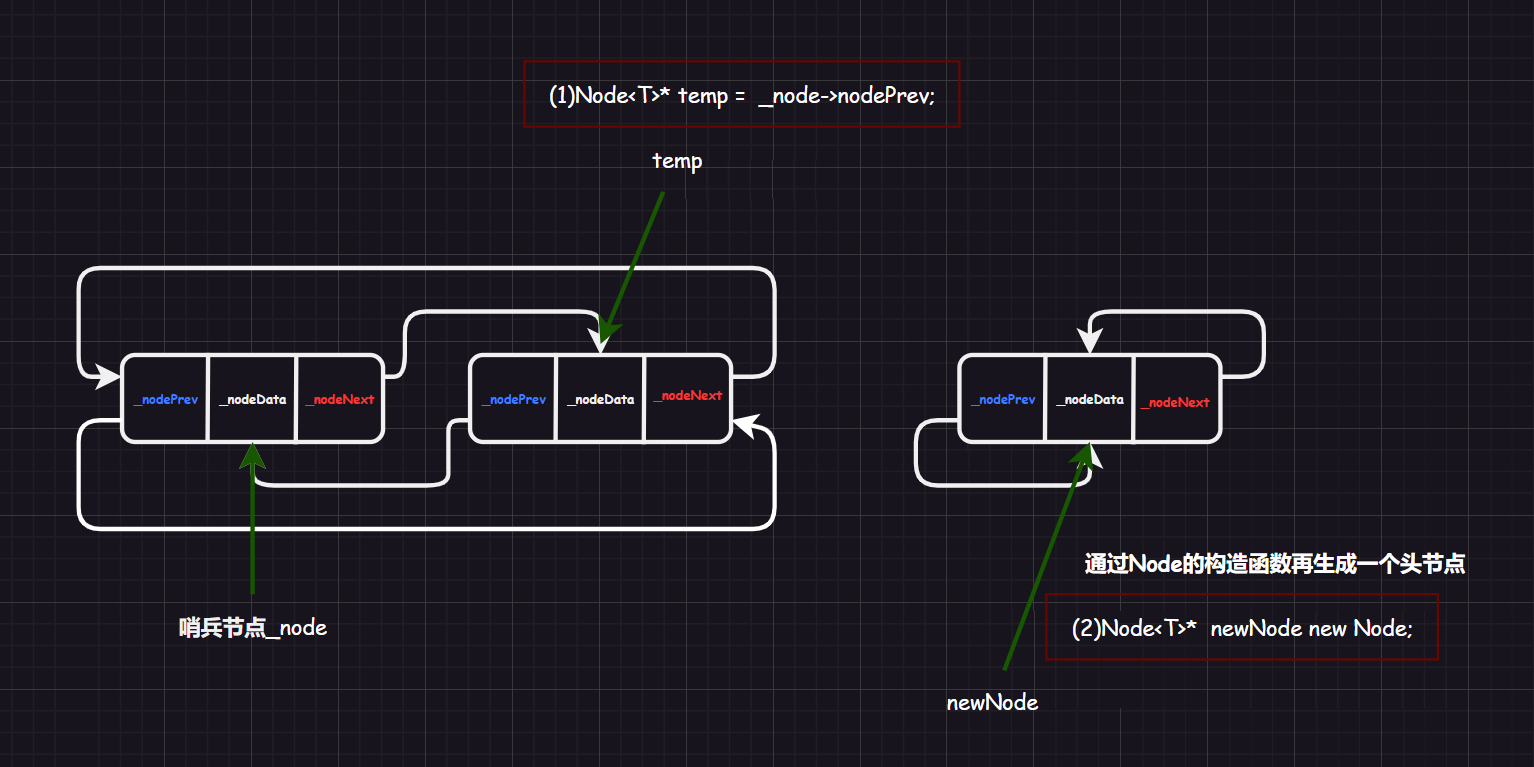 (1)Node<T>* temp = _node->nodePrev;
temp
_nodePrev _nodeData _nodeNext
_nodePrev _nodeData _nodeNext
_nodePrev _nodeData _nodeNext
通过Node的构造函数再生成一个头节点
哨兵节点_node
(2)Node<T>* newNode new Node;
newNode